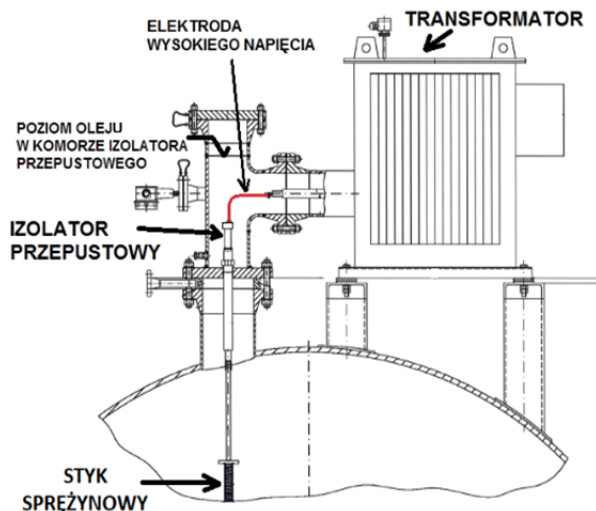 ELEKTRODA
WYSOKIEGO NAPIĘCIA
TRANSFORMATOR
POZIOM OLEJU
W KOMORZE IZOLATORA
PRZEPUSTOWEGO
IZOLATOR
PRZEPUSTOWY
STYK
SPRĘŻYNOWY